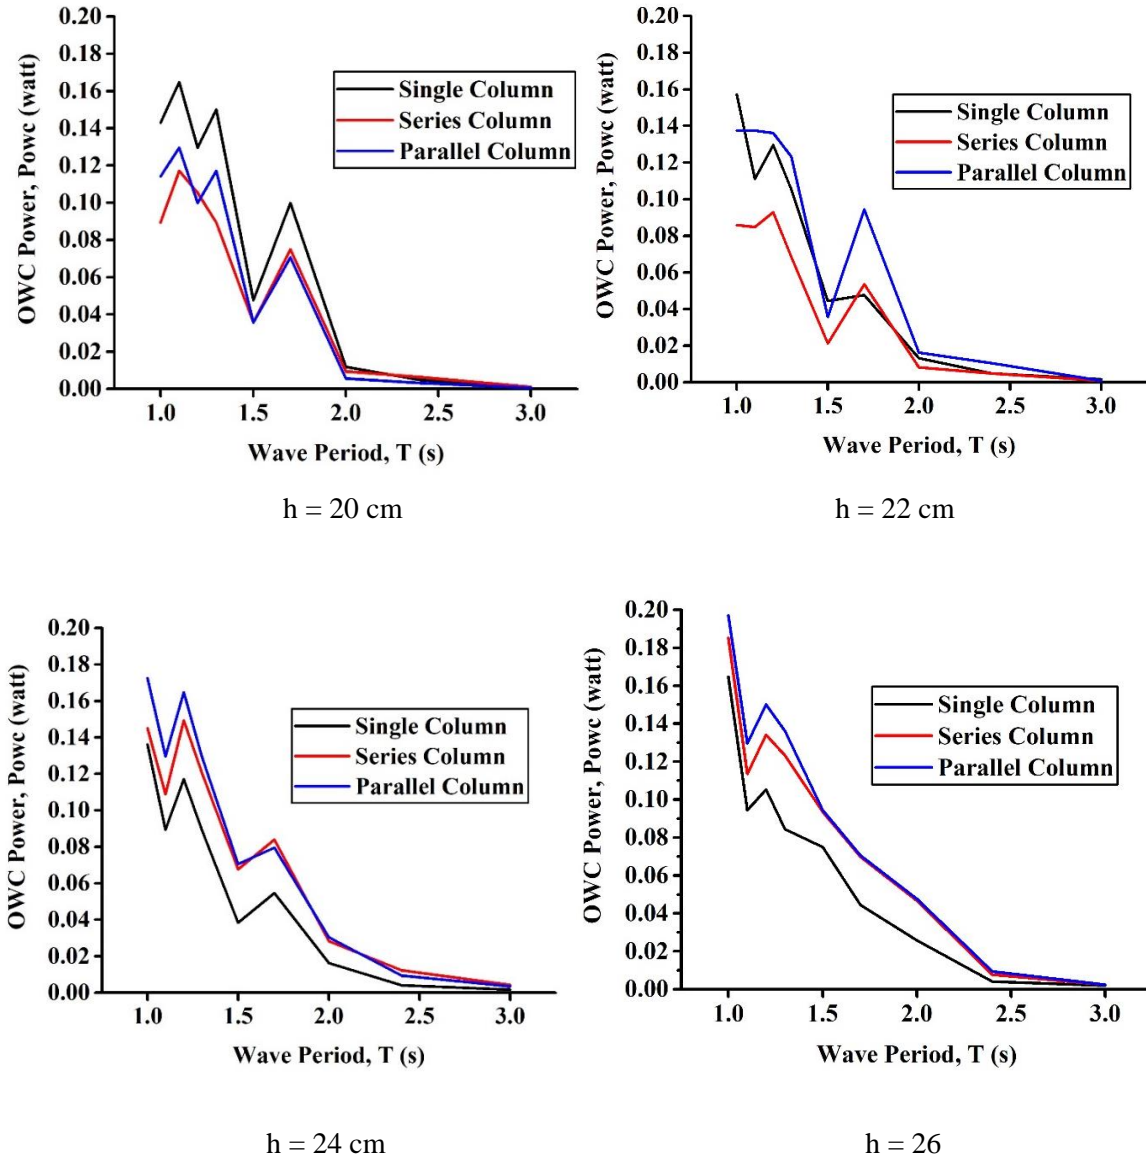 OWC Power, Powc (watt)
0.20
0.18
0.16
0.14
0.12
0.10
0.08
0.06
0.04
0.02
0.00
Single Column
Series Column
Parallel Column
1.0 1.5 2.0 2.5 3.0
Wave Period, T (s)
h = 20 cm
OWC Power, Powc (watt)
0.20
0.18
0.16
0.14
0.12
0.10
0.08
0.06
0.04
0.02
0.00
Single Column
Series Column
Parallel Column
1.0 1.5 2.0 2.5 3.0
Wave Period, T (s)
h = 22 cm
OWC Power, Powc (watt)
0.20
0.18
0.16
0.14
0.12
0.10
0.08
0.06
0.04
0.02
0.00
Single Column
Series Column
Parallel Column
1.0 1.5 2.0 2.5 3.0
Wave Period, T (s)
h = 24 cm
OWC Power, Powc (watt)
0.20
0.18
0.16
0.14
0.12
0.10
0.08
0.06
0.04
0.02
0.00
Single Column
Series Column
Parallel Column
1.0 1.5 2.0 2.5 3.0
Wave Period, T (s)
h = 26